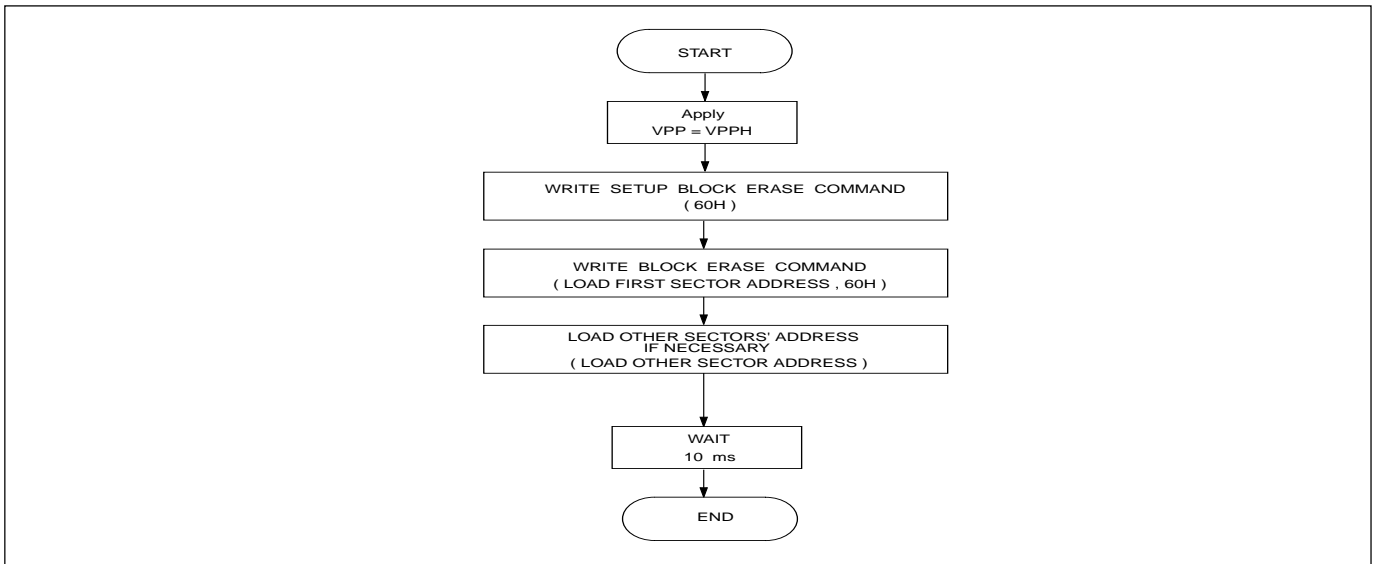 START
Apply
VPP = VPPH
WRITE SETUP BLOCK ERASE COMMAND
( 60H )
WRITE BLOCK ERASE COMMAND
( LOAD FIRST SECTOR ADDRESS , 60H )
LOAD OTHER SECTORS' ADDRESS
IF NECESSARY
( LOAD OTHER SECTOR ADDRESS )
WAIT
10 ms
END